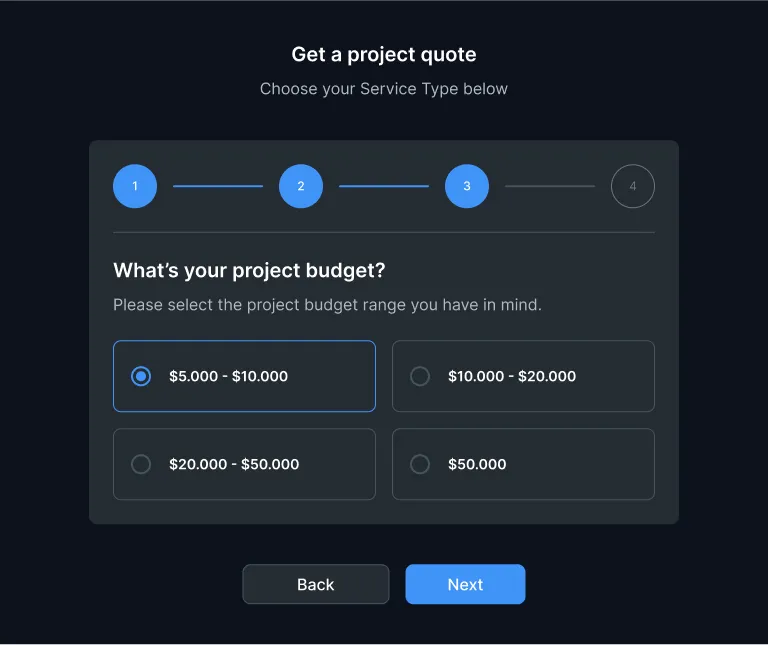 Get a project quote
Choose your Service Type below
1 2 3 4
What’s your project budget?
Please select the project budget range you have in mind.
$5.000 - $10.000
$10.000 - $20.000
$20.000 - $50.000
$50.000
Back
Next